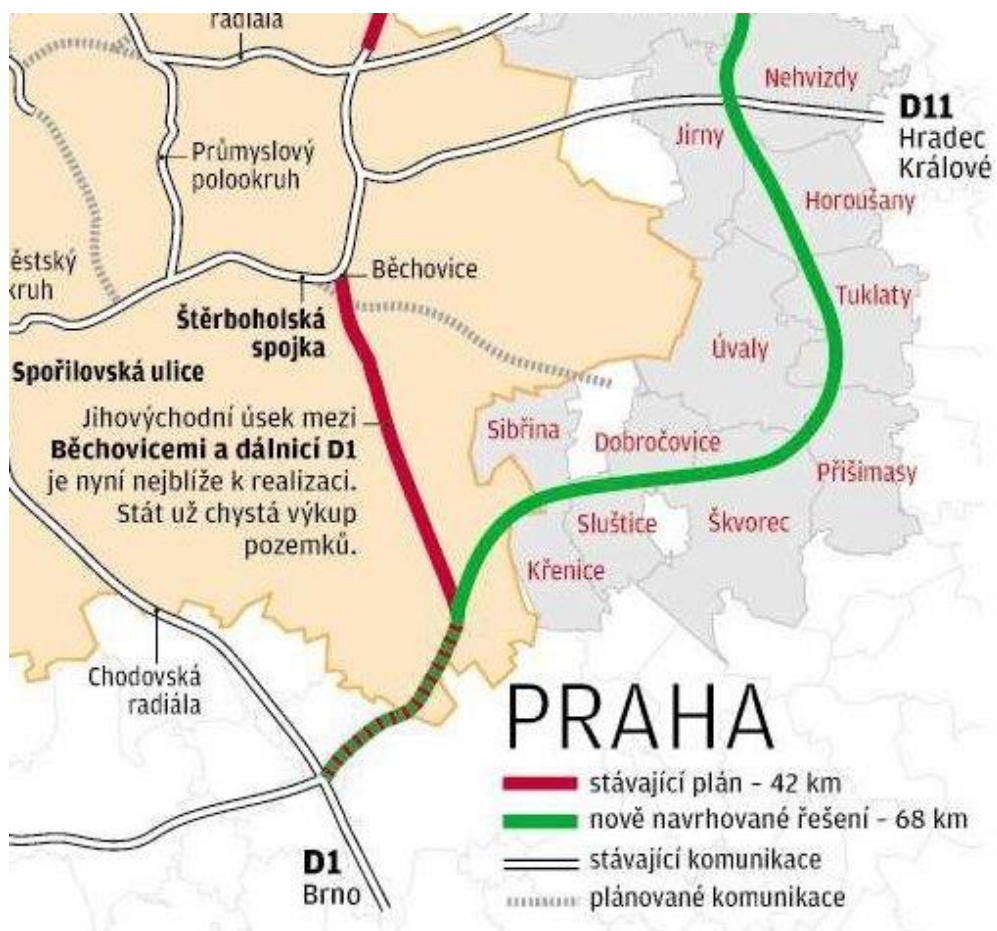 radiála
Nehvizdy
D11
Hradec
Králové
Jirny
Průmyslový
polookruh
Horoušany
Běchovice
Tuklaty
Štěrboholská
spojka
Úvaly
Spořilovská ulice
Jihovýchodní úsek mezi
Běchovicemi a dálnicí D1
je nyní nejblíže k realizaci.
Stát už chystá výkup
pozemků.
Sibřina
Dobročovice
Přišimasy
Sluštice
Škvorec
Křenice
Chodovská
radiála
PRAHA
stávající plán – 42 km
nově navrhované řešení – 68 km
stávající komunikace
plánované komunikace
D1
Brno